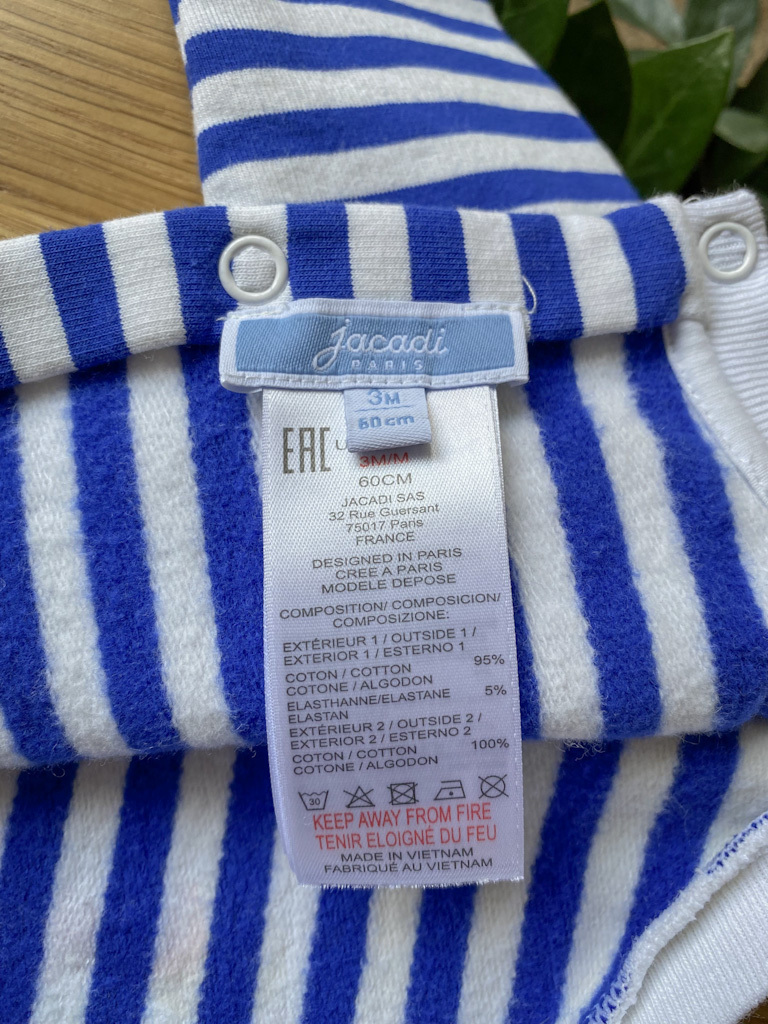 jacadi
PARIS
3M
60cm
EAC
3M/M
60CM
JACADI SAS
32 Rue Guersant
75017 Paris
FRANCE
DESIGNED IN PARIS
CREE A PARIS
MODELE DEPOSE
COMPOSITION/ COMPOSICION/
COMPOSIZIONE:
EXTÉRIEUR 1 / OUTSIDE 1 /
EXTERIOR 1 / ESTERNO 1
COTON / COTTON 95%
COTONE / ALGODON
ELASTHANNE/ELASTANE 5%
ELASTAN
EXTÉRIEUR 2 / OUTSIDE 2 /
EXTERIOR 2 / ESTERNO 2
COTON / COTTON 100%
COTONE / ALGODON
30
KEEP AWAY FROM FIRE
TENIR ELOIGNÉ DU FEU
MADE IN VIETNAM
FABRIQUÉ AU VIETNAM